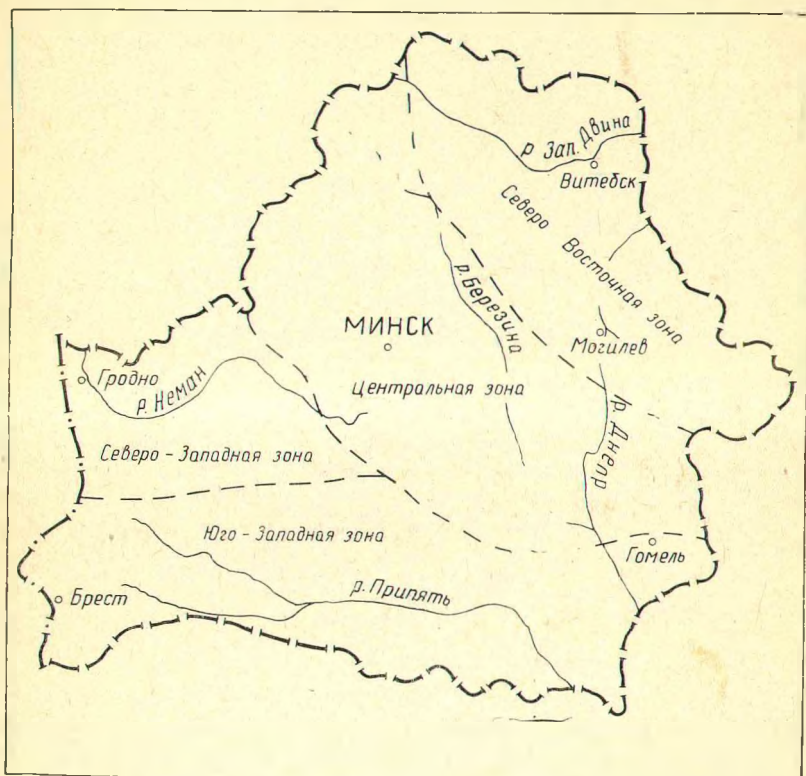 р. Зап. Двина
Витебск
Северо
Восточная зона
р. Березина
МИНСК
Могилев
Гродно
р. Неман
Центральная зона
р. Днепр
Северо-Западная зона
Юго-Западная зона
Гомель
Брест
р. Припять